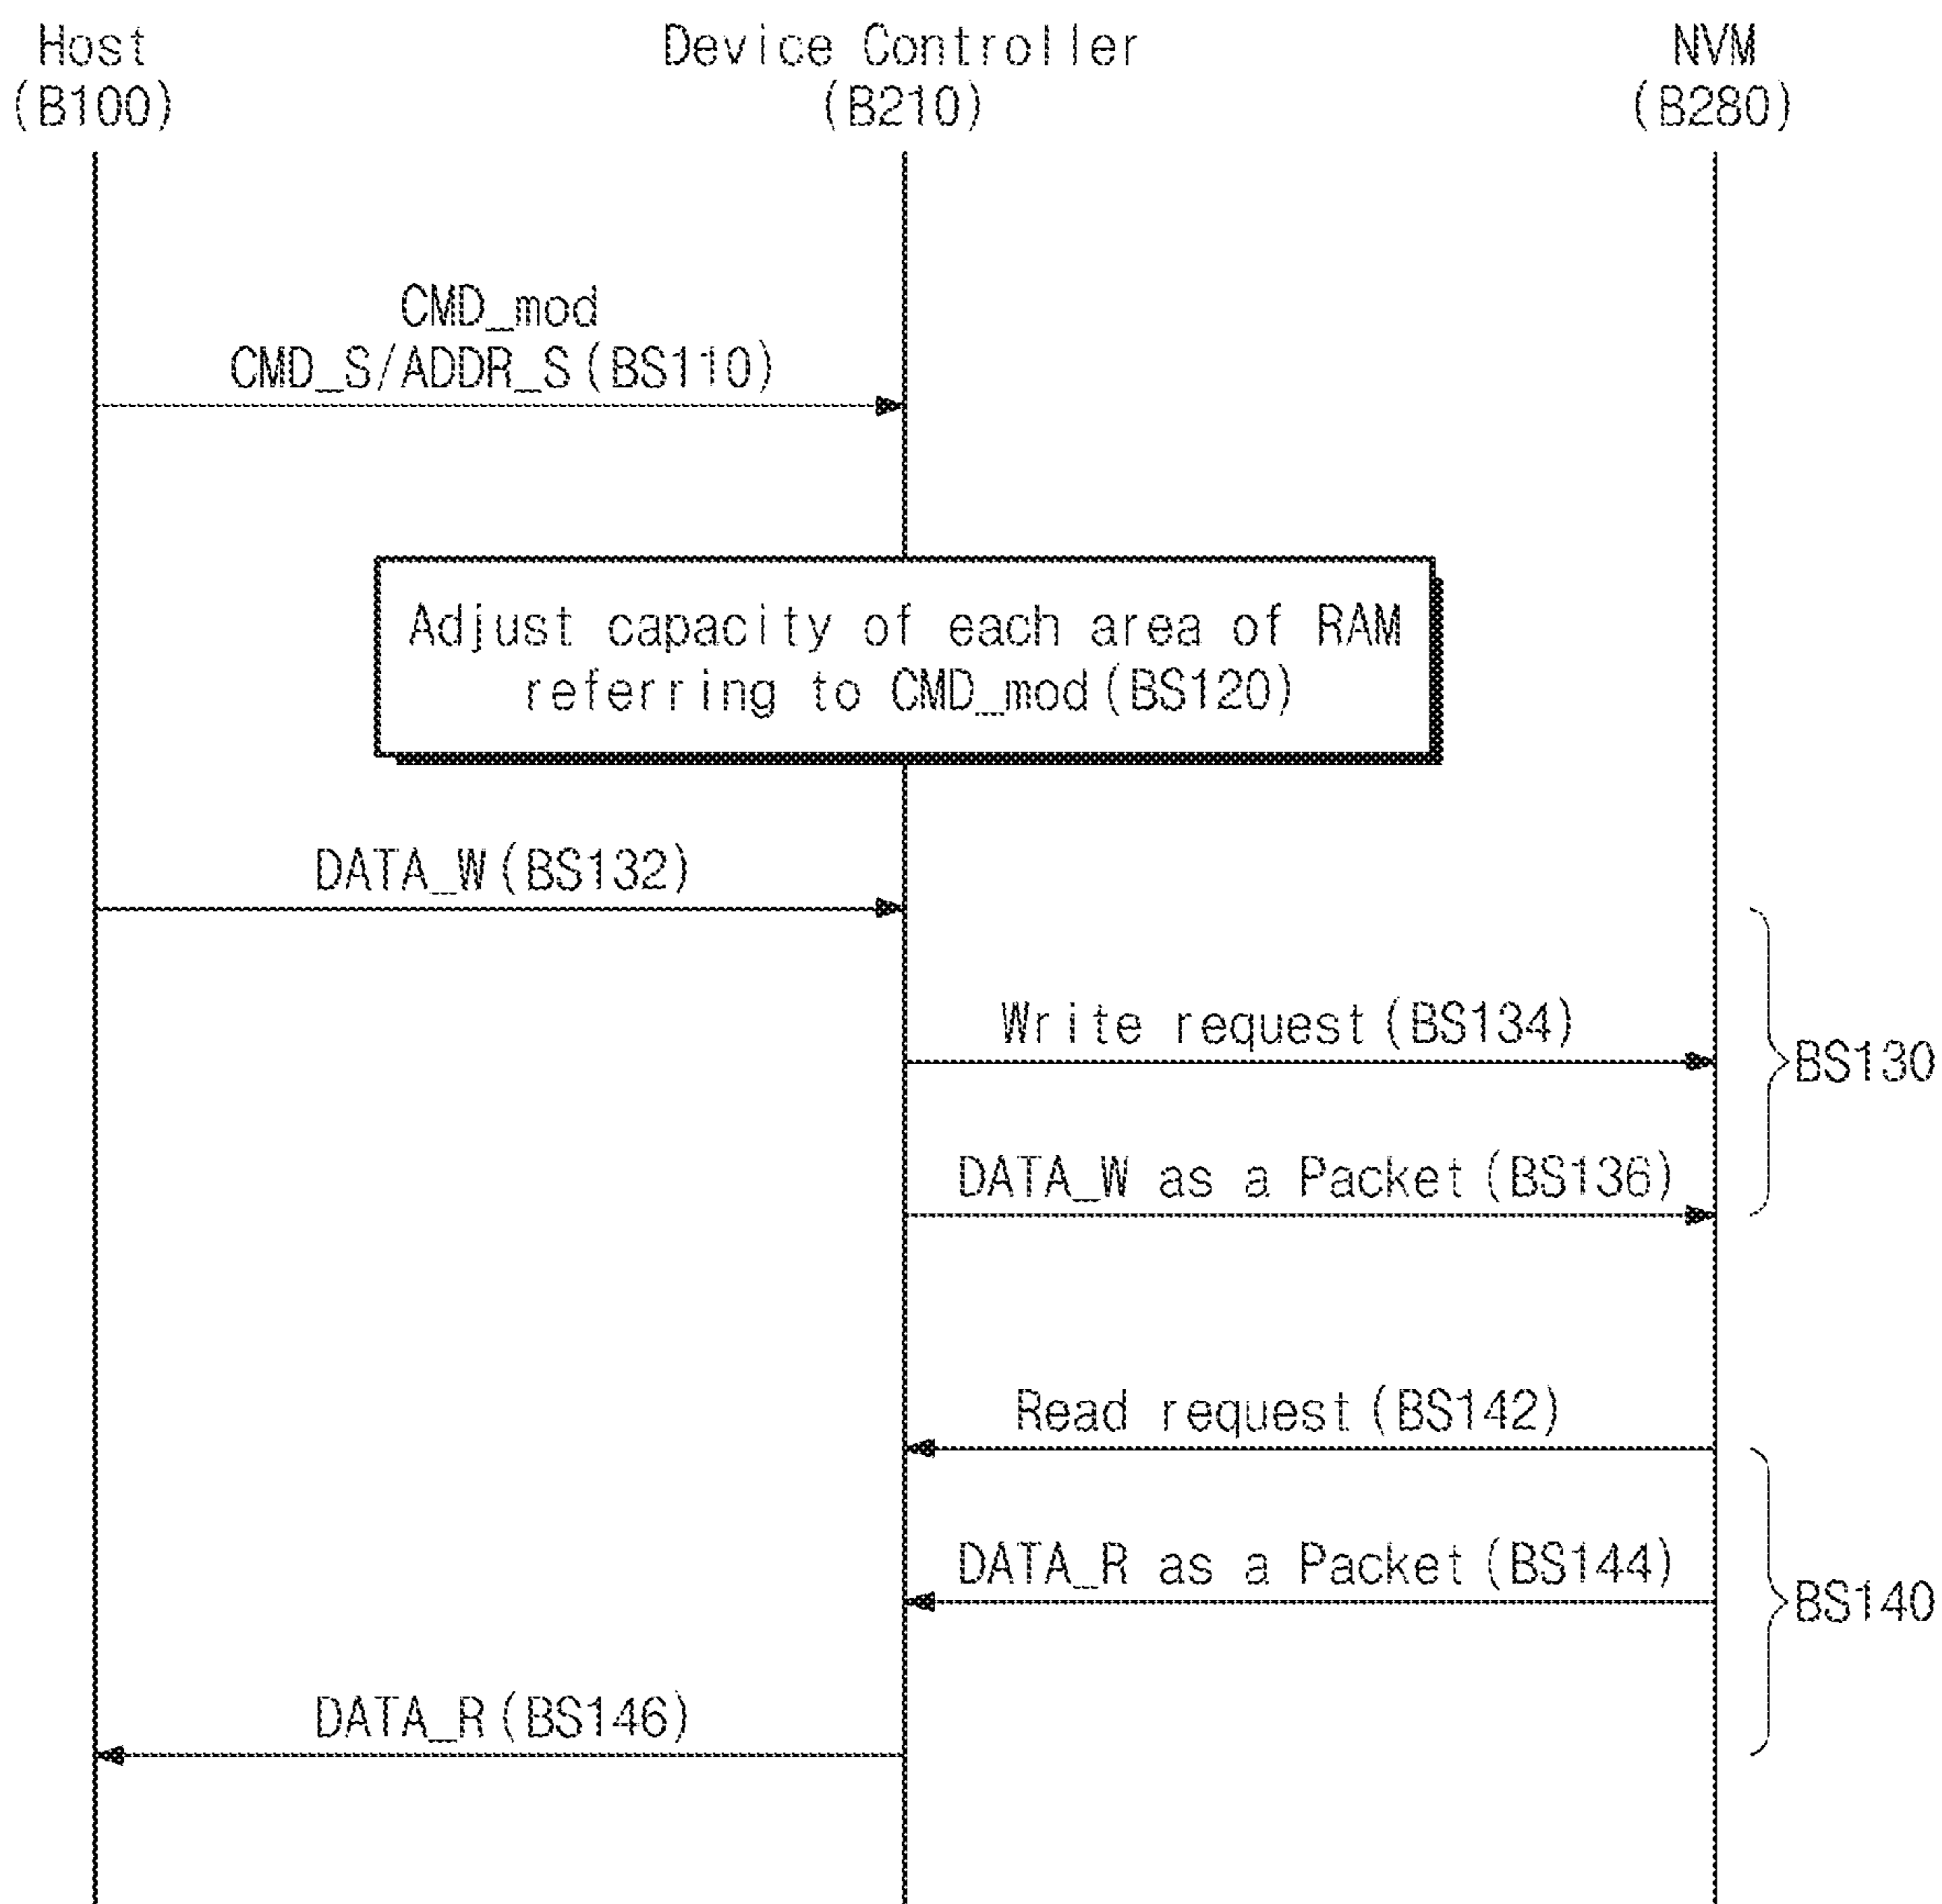 Host
(B100)
Device Controller
(B210)
NVM
(B280)
CMD_mod
CMD_S/ADDR_S(BS110)
Adjust capacity of each area of RAM
referring to CMD_mod(BS120)
DATA_W(BS132)
Write request(BS134)
BS130
DATA_W as a Packet(BS136)
Read request(BS142)
DATA_R as a Packet(BS144)
BS140
DATA_R(BS146)